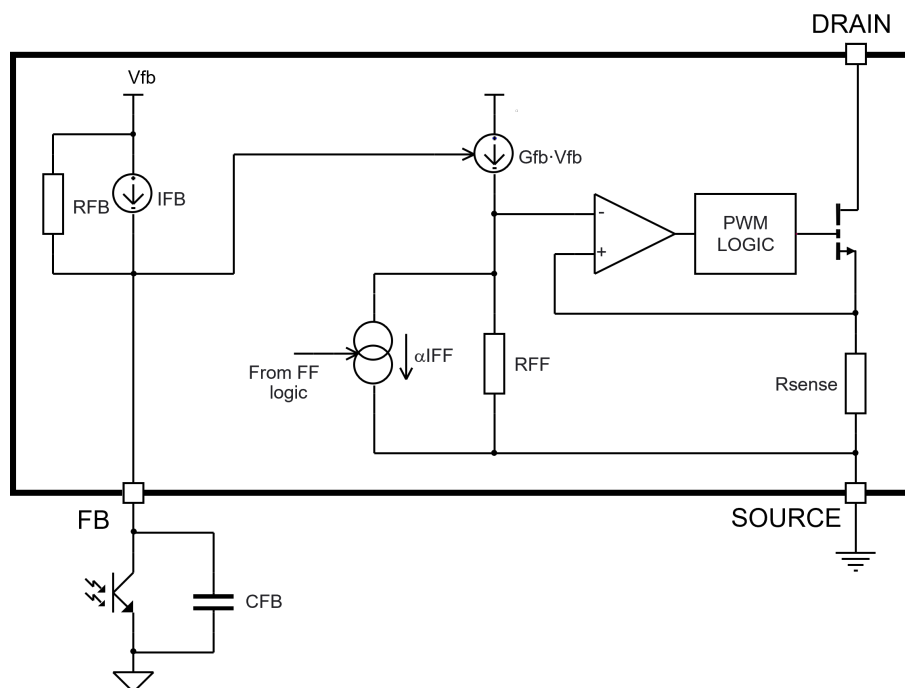 DRAIN
Vfb
Gfb·Vfb
RFB
IFB
-
+
PWM
LOGIC
αIFF
From FF
logic
RFF
Rsense
FB
SOURCE
CFB